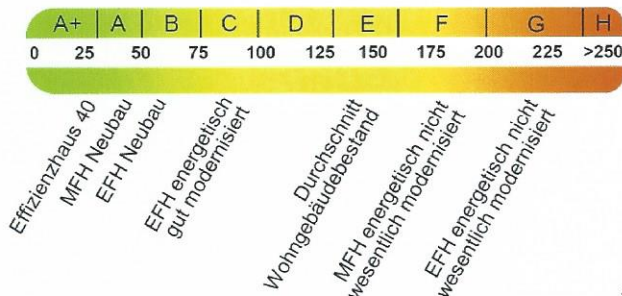 A+ A B C D E F G H
0 25 50 75 100 125 150 175 200 225 >250
Effizienzhaus 40
MFH Neubau
EFH Neubau
EFH energetisch
gut modernisiert
Durchschnitt
Wohngebäudebestand
MFH energetisch nicht
wesentlich modernisiert
EFH energetisch nicht
wesentlich modernisiert